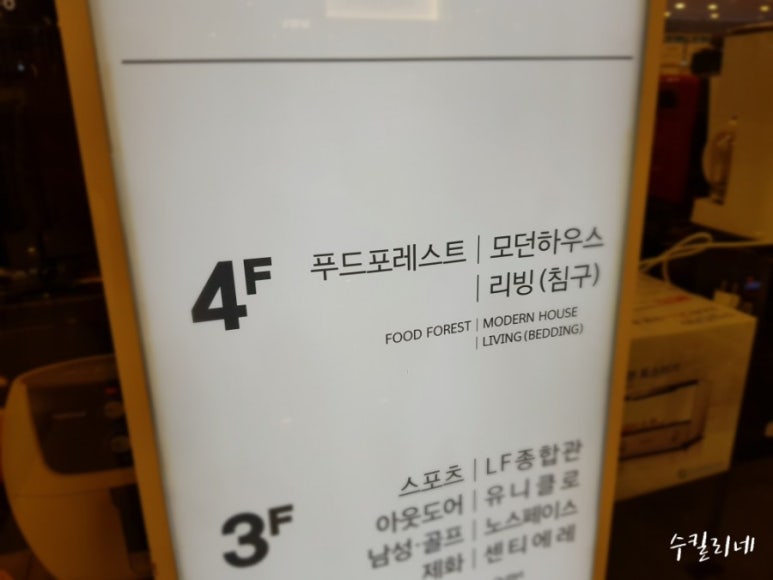 4F
푸드포레스트 | 모던하우스
| 리빙(침구)
FOOD FOREST | MODERN HOUSE
| LIVING(BEDDING)
3F
스포츠 | LF종합관
아웃도어 | 유니클로
남성·골프 | 노스페이스
제화 | 센티에레
수킬리네